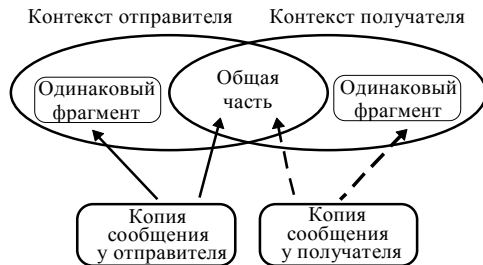 Контекст отправителя
Контекст получателя
Одинаковый
фрагмент
Общая
часть
Одинаковый
фрагмент
Копия
сообщения
у отправителя
Копия
сообщения
у получателя